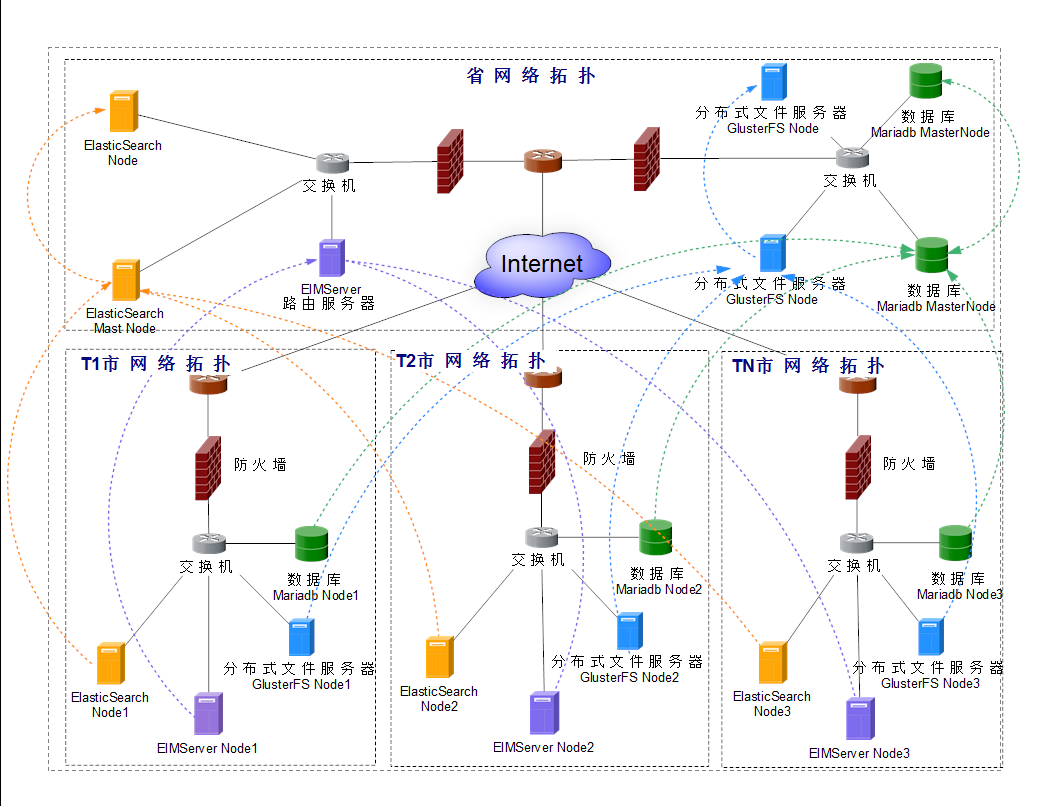 省 网 络 拓 扑
ElasticSearch
Node
交 换 机
分 布 式 文 件 服 务 器
GlusterFS Node
数 据 库
Mariadb MasterNode
交 换 机
Internet
ElasticSearch
Mast Node
EIMServer
路 由 服 务 器
分 布 式 文 件 服 务 器
GlusterFS Node
数 据 库
Mariadb MasterNode
T1市 网 络 拓 扑
防 火 墙
交 换 机
数 据 库
Mariadb Node1
分 布 式 文 件 服 务 器
GlusterFS Node1
ElasticSearch
Node1
EIMServer Node1
T2市 网 络 拓 扑
防 火 墙
交 换 机
数 据 库
Mariadb Node2
分 布 式 文 件 服 务 器
GlusterFS Node2
ElasticSearch
Node2
EIMServer Node2
TN市 网 络 拓 扑
防 火 墙
交 换 机
数 据 库
Mariadb Node3
分 布 式 文 件 服 务 器
GlusterFS Node3
ElasticSearch
Node3
EIMServer Node3